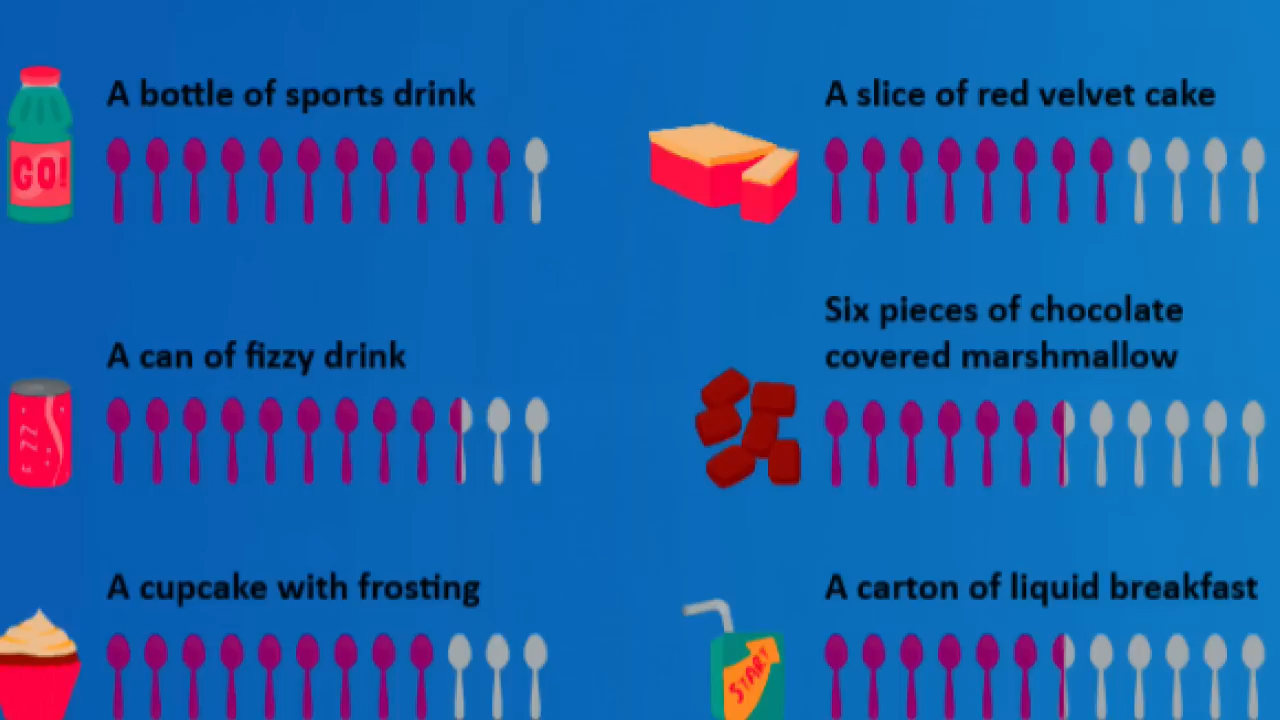 A bottle of sports drink
GO!
A slice of red velvet cake
A can of fizzy drink
Six pieces of chocolate
covered marshmallow
A cupcake with frosting
A carton of liquid breakfast
START